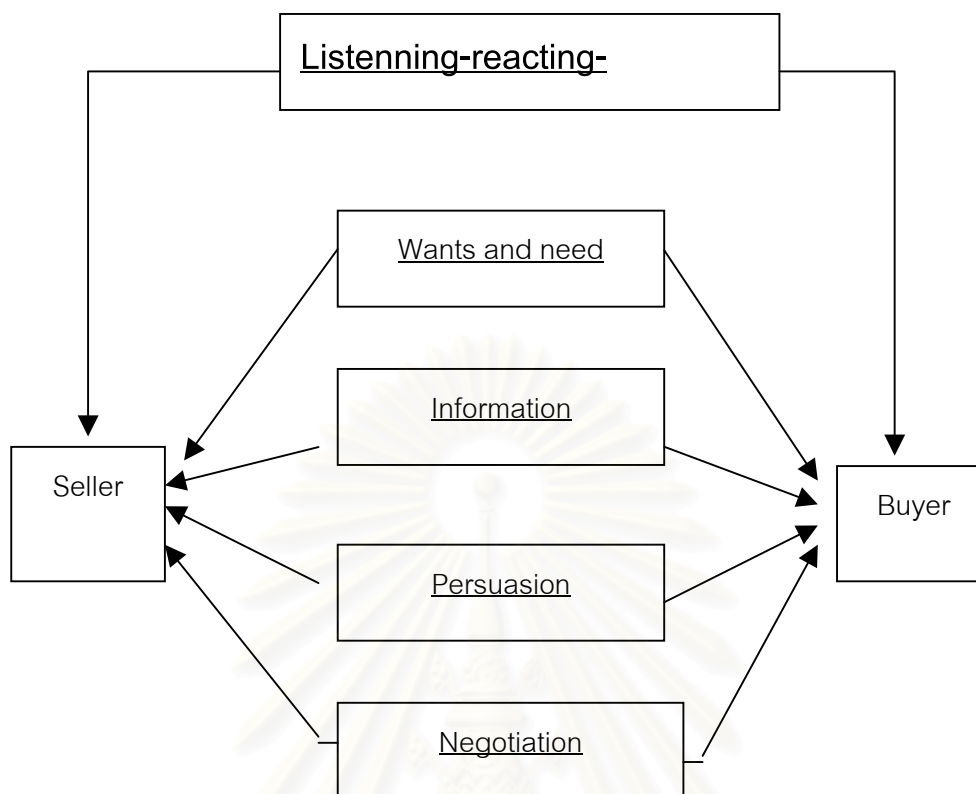 Listenning-reacting-
Wants and need
Information
Seller
Buyer
Persuasion
Negotiation